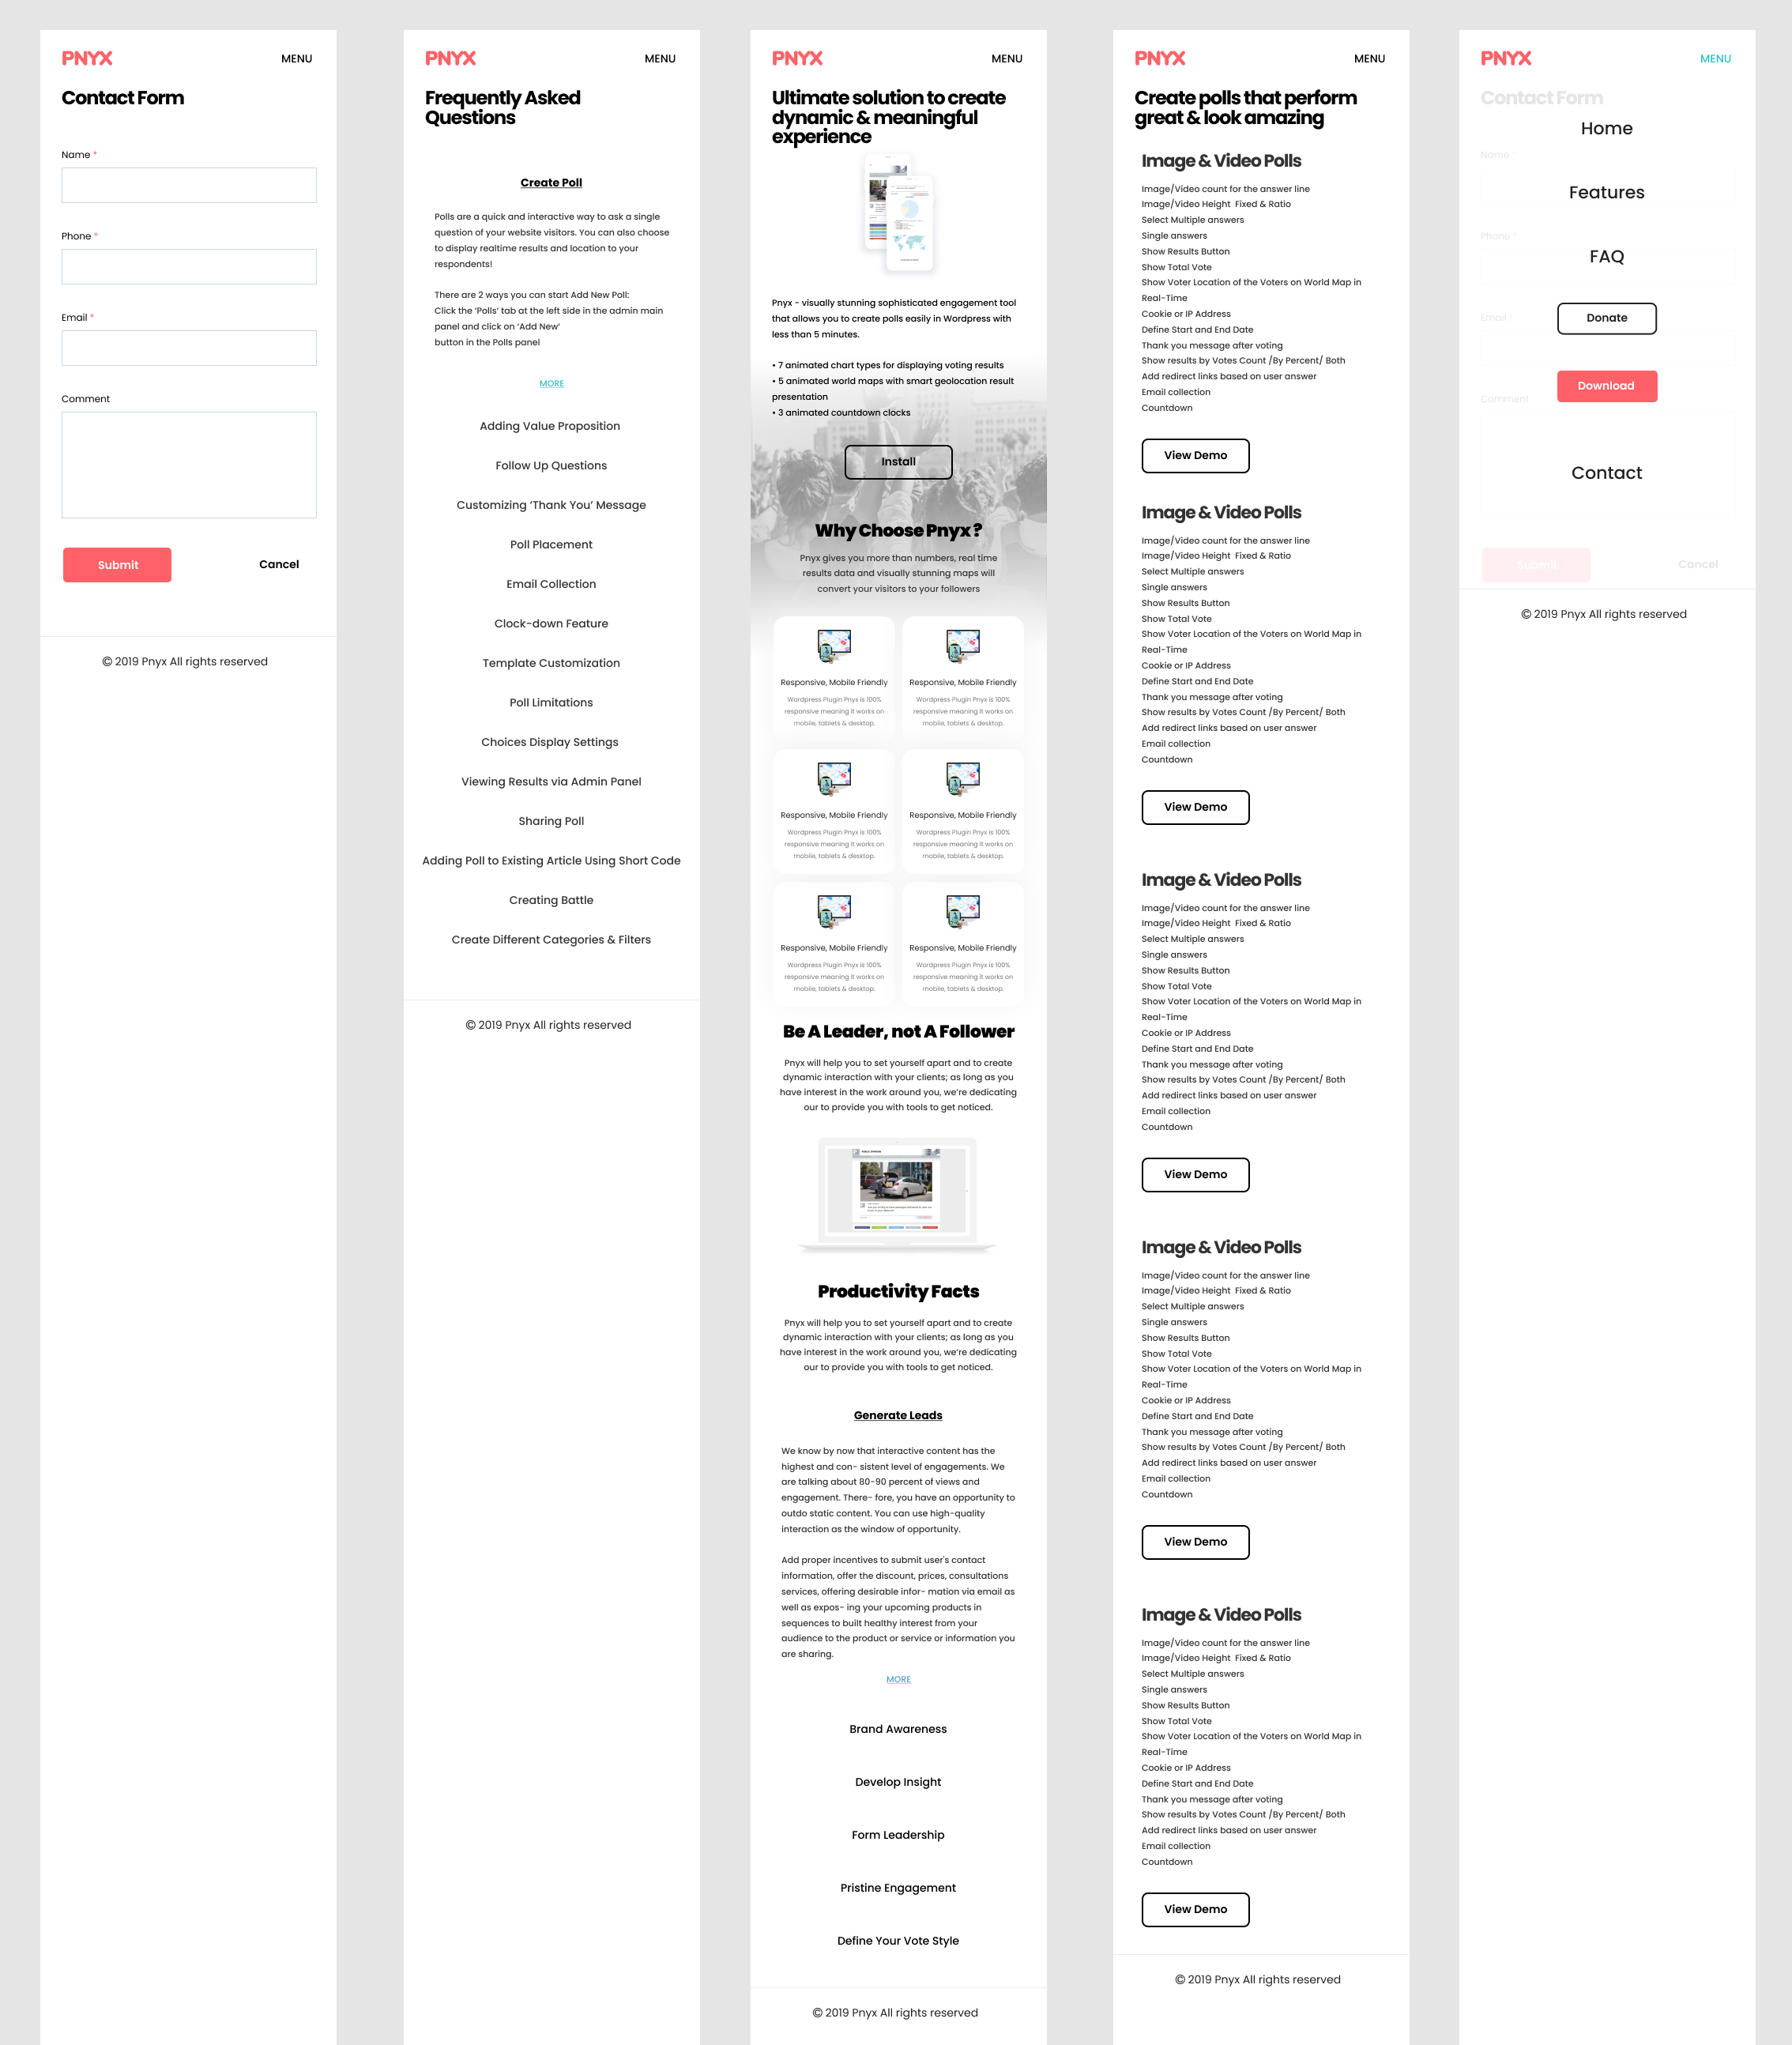 PNYX
MENU
Contact Form
Name *
Phone *
Email *
Comment
Submit
Cancel
© 2019 Pnyx All rights reserved
PNYX
MENU
Frequently Asked
Questions
Create Poll
Polls are a quick and interactive way to ask a single
question of your website visitors. You can also choose
to display realtime results and location to your
respondents!
There are 2 ways you can start Add New Poll:
Click the ‘Polls’ tab at the left side in the admin main
panel and click on ‘Add New’
button in the Polls panel
MORE
Adding Value Proposition
Follow Up Questions
Customizing ‘Thank You’ Message
Poll Placement
Email Collection
Clock-down Feature
Template Customization
Poll Limitations
Choices Display Settings
Viewing Results via Admin Panel
Sharing Poll
Adding Poll to Existing Article Using Short Code
Creating Battle
Create Different Categories & Filters
© 2019 Pnyx All rights reserved
PNYX
MENU
Ultimate solution to create
dynamic & meaningful
experience
Pnyx - visually stunning sophisticated engagement tool
that allows you to create polls easily in Wordpress with
less than 5 minutes.
• 7 animated chart types for displaying voting results
• 5 animated world maps with smart geolocation result
presentation
• 3 animated countdown clocks
Install
Why Choose Pnyx ?
Pnyx gives you more than numbers, real time
results data and visually stunning maps will
convert your visitors to your followers
Responsive, Mobile Friendly
Wordpress Plugin Pnyx is 100%
responsive meaning it works on
mobile, tablets & desktop.
Responsive, Mobile Friendly
Wordpress Plugin Pnyx is 100%
responsive meaning it works on
mobile, tablets & desktop.
Responsive, Mobile Friendly
Wordpress Plugin Pnyx is 100%
responsive meaning it works on
mobile, tablets & desktop.
Responsive, Mobile Friendly
Wordpress Plugin Pnyx is 100%
responsive meaning it works on
mobile, tablets & desktop.
Responsive, Mobile Friendly
Wordpress Plugin Pnyx is 100%
responsive meaning it works on
mobile, tablets & desktop.
Responsive, Mobile Friendly
Wordpress Plugin Pnyx is 100%
responsive meaning it works on
mobile, tablets & desktop.
Be A Leader, not A Follower
Pnyx will help you to set yourself apart and to create
dynamic interaction with your clients; as long as you
have interest in the work around you, we’re dedicating
our to provide you with tools to get noticed.
Productivity Facts
Pnyx will help you to set yourself apart and to create
dynamic interaction with your clients; as long as you
have interest in the work around you, we’re dedicating
our to provide you with tools to get noticed.
Generate Leads
We know by now that interactive content has the
highest and con- sistent level of engagements. We
are talking about 80-90 percent of views and
engagement. There- fore, you have an opportunity to
outdo static content. You can use high-quality
interaction as the window of opportunity.
Add proper incentives to submit user's contact
information, offer the discount, prices, consultations
services, offering desirable infor- mation via email as
well as expos- ing your upcoming products in
sequences to built healthy interest from your
audience to the product or service or information you
are sharing.
MORE
Brand Awareness
Develop Insight
Form Leadership
Pristine Engagement
Define Your Vote Style
© 2019 Pnyx All rights reserved
PNYX
MENU
Create polls that perform
great & look amazing
Image & Video Polls
Image/Video count for the answer line
Image/Video Height  Fixed & Ratio
Select Multiple answers
Single answers
Show Results Button
Show Total Vote
Show Voter Location of the Voters on World Map in
Real-Time
Cookie or IP Address
Define Start and End Date
Thank you message after voting
Show results by Votes Count /By Percent/ Both
Add redirect links based on user answer
Email collection
Countdown
View Demo
Image & Video Polls
Image/Video count for the answer line
Image/Video Height  Fixed & Ratio
Select Multiple answers
Single answers
Show Results Button
Show Total Vote
Show Voter Location of the Voters on World Map in
Real-Time
Cookie or IP Address
Define Start and End Date
Thank you message after voting
Show results by Votes Count /By Percent/ Both
Add redirect links based on user answer
Email collection
Countdown
View Demo
Image & Video Polls
Image/Video count for the answer line
Image/Video Height  Fixed & Ratio
Select Multiple answers
Single answers
Show Results Button
Show Total Vote
Show Voter Location of the Voters on World Map in
Real-Time
Cookie or IP Address
Define Start and End Date
Thank you message after voting
Show results by Votes Count /By Percent/ Both
Add redirect links based on user answer
Email collection
Countdown
View Demo
Image & Video Polls
Image/Video count for the answer line
Image/Video Height  Fixed & Ratio
Select Multiple answers
Single answers
Show Results Button
Show Total Vote
Show Voter Location of the Voters on World Map in
Real-Time
Cookie or IP Address
Define Start and End Date
Thank you message after voting
Show results by Votes Count /By Percent/ Both
Add redirect links based on user answer
Email collection
Countdown
View Demo
Image & Video Polls
Image/Video count for the answer line
Image/Video Height  Fixed & Ratio
Select Multiple answers
Single answers
Show Results Button
Show Total Vote
Show Voter Location of the Voters on World Map in
Real-Time
Cookie or IP Address
Define Start and End Date
Thank you message after voting
Show results by Votes Count /By Percent/ Both
Add redirect links based on user answer
Email collection
Countdown
View Demo
© 2019 Pnyx All rights reserved
PNYX
MENU
Contact Form
Home
Name *
Features
Phone *
FAQ
Email *
Donate
Download
Comment
Contact
Submit
Cancel
© 2019 Pnyx All rights reserved